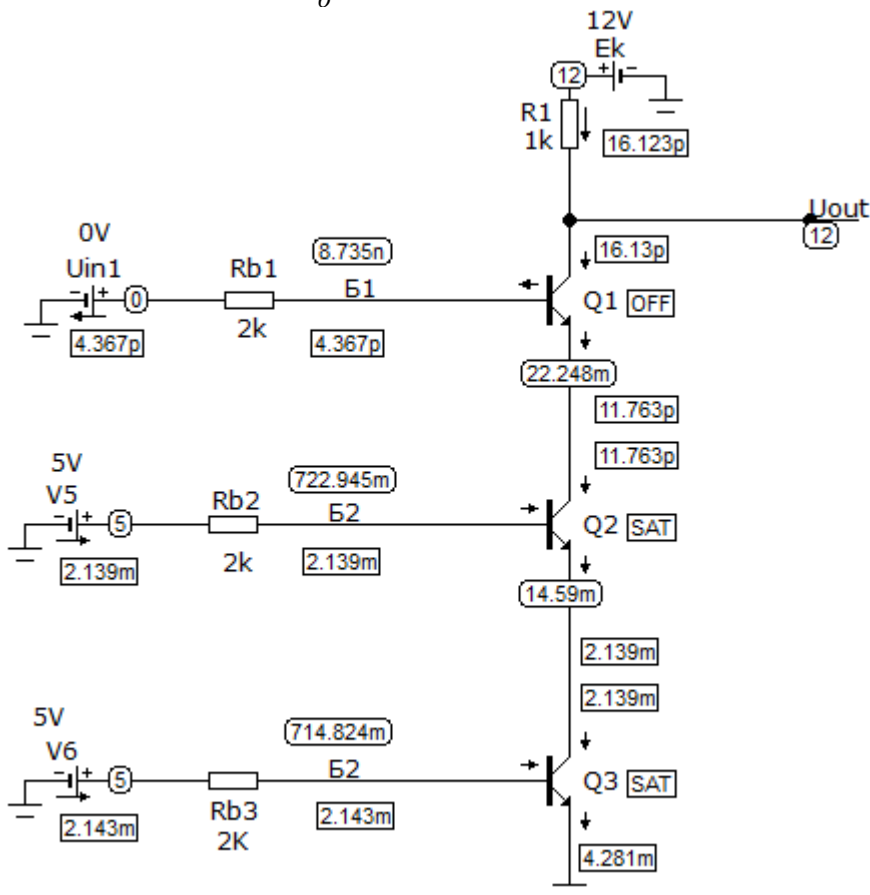 12V
Ek
12
+ -
R1
1k
16.123p
Uout
12
0V
Uin1
- +
0
4.367p
Rb1
2k
8.735n
Б1
4.367p
16.13p
Q1 OFF
22.248m
11.763p
11.763p
5V
V5
- +
5
2.139m
Rb2
2k
722.945m
Б2
2.139m
Q2 SAT
14.59m
2.139m
2.139m
5V
V6
- +
5
2.143m
Rb3
2K
714.824m
Б2
2.143m
Q3 SAT
4.281m